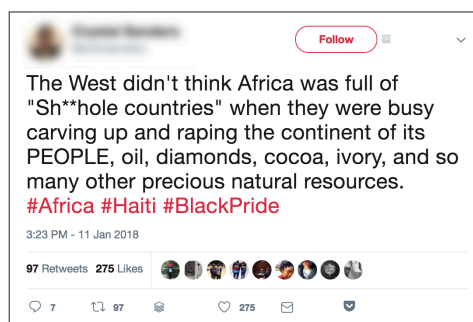 Follow
The West didn't think Africa was full of
"Sh**hole countries" when they were busy
carving up and raping the continent of its
PEOPLE, oil, diamonds, cocoa, ivory, and so
many other precious natural resources.
#Africa #Haiti #BlackPride
3:23 PM - 11 Jan 2018
97 Retweets 275 Likes
7 97 275